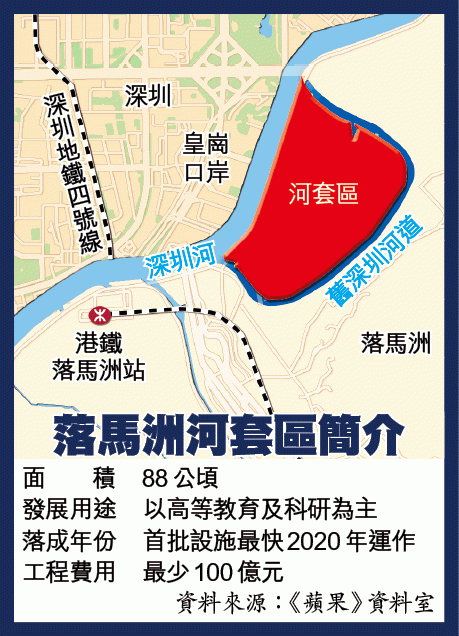 深圳
深圳地鐵四號線
皇崗
口岸
河套區
深圳河
舊深圳河道
港鐵
落馬洲站
落馬洲
落馬洲河套區簡介
面　積　88公頃
發展用途　以高等教育及科研為主
落成年份　首批設施最快2020年運作
工程費用　最少100億元
資料來源：《蘋果》資料室